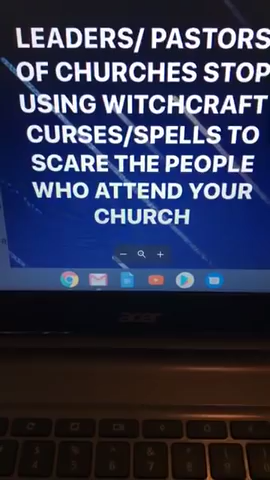 LEADERS/ PASTORS
OF CHURCHES STOP
USING WITCHCRAFT
CURSES/SPELLS TO
SCARE THE PEOPLE
WHO ATTEND YOUR
CHURCH
acer